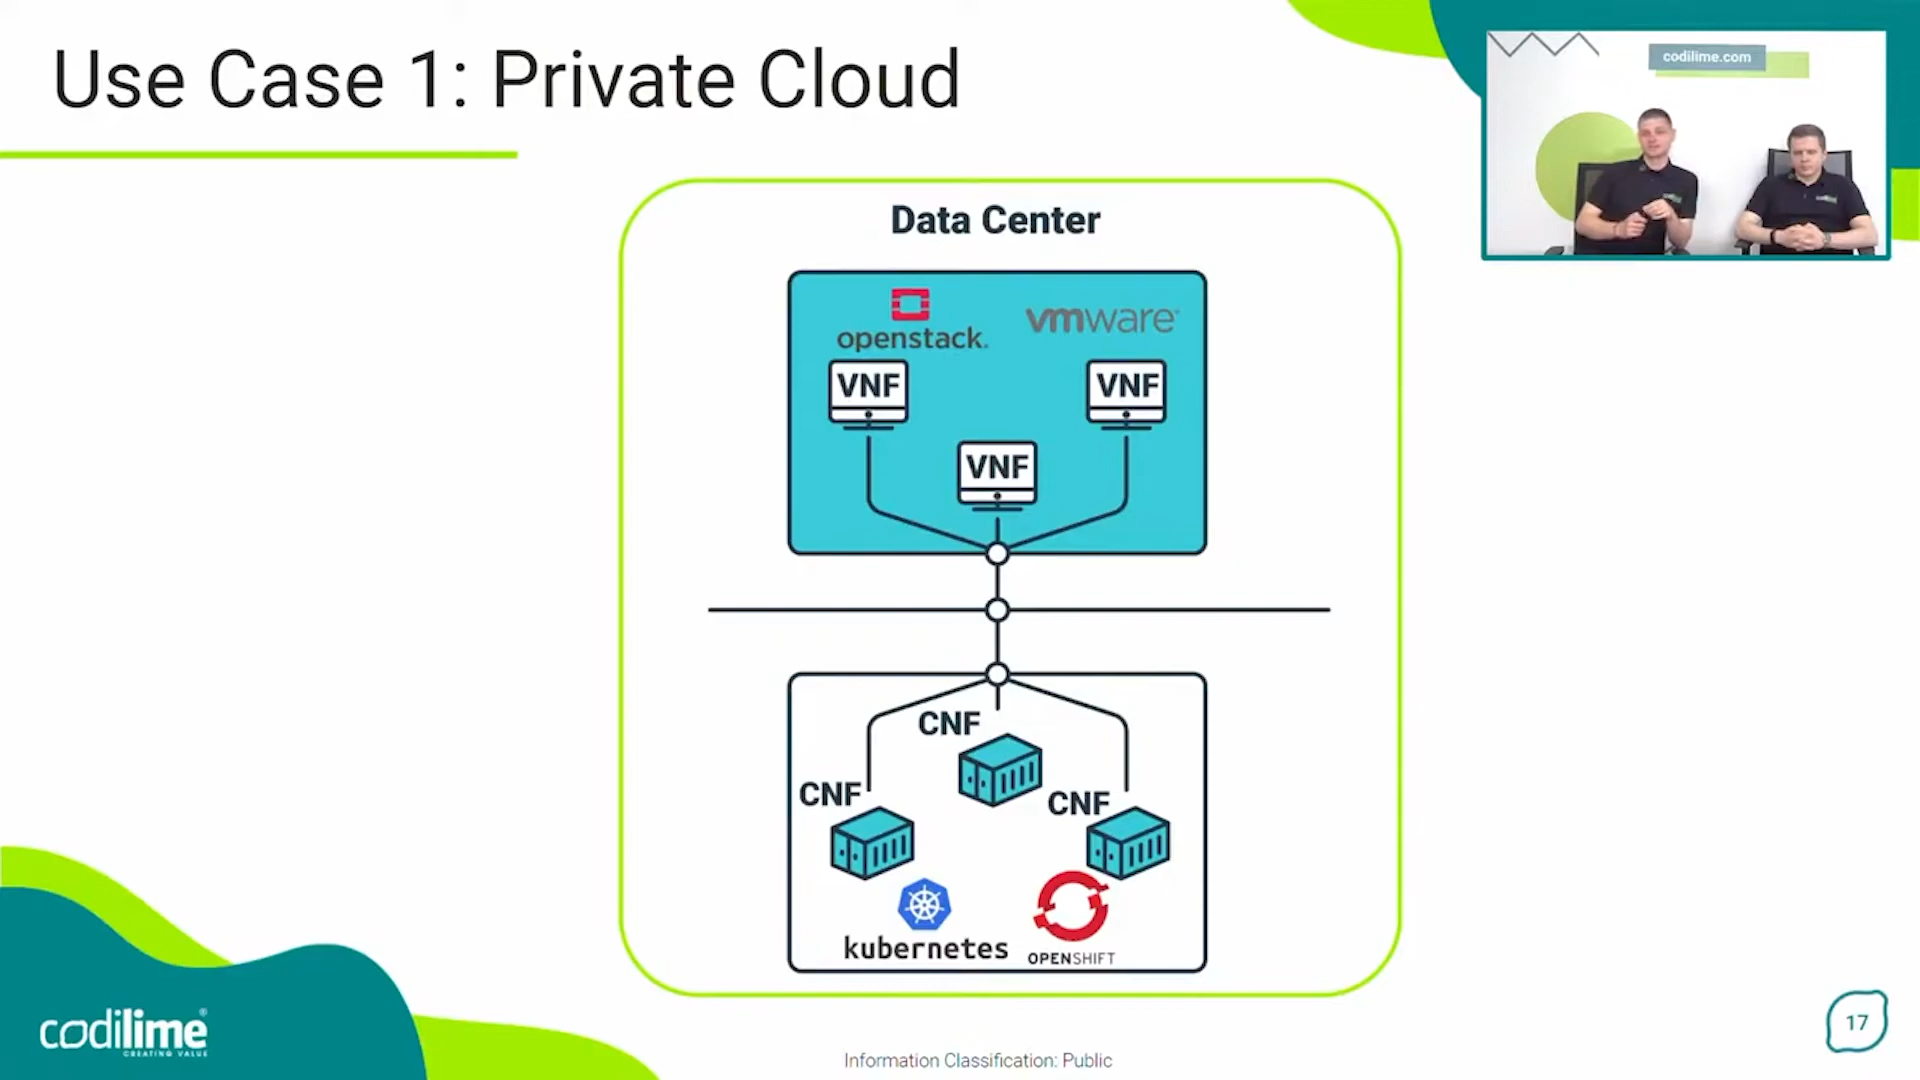 Use Case 1: Private Cloud
codilime.com
Data Center
openstack.
vmware
VNF
VNF
VNF
CNF
CNF
CNF
kubernetes
OPENSHIFT
codilime
CREATING VALUE
Information Classification: Public
17